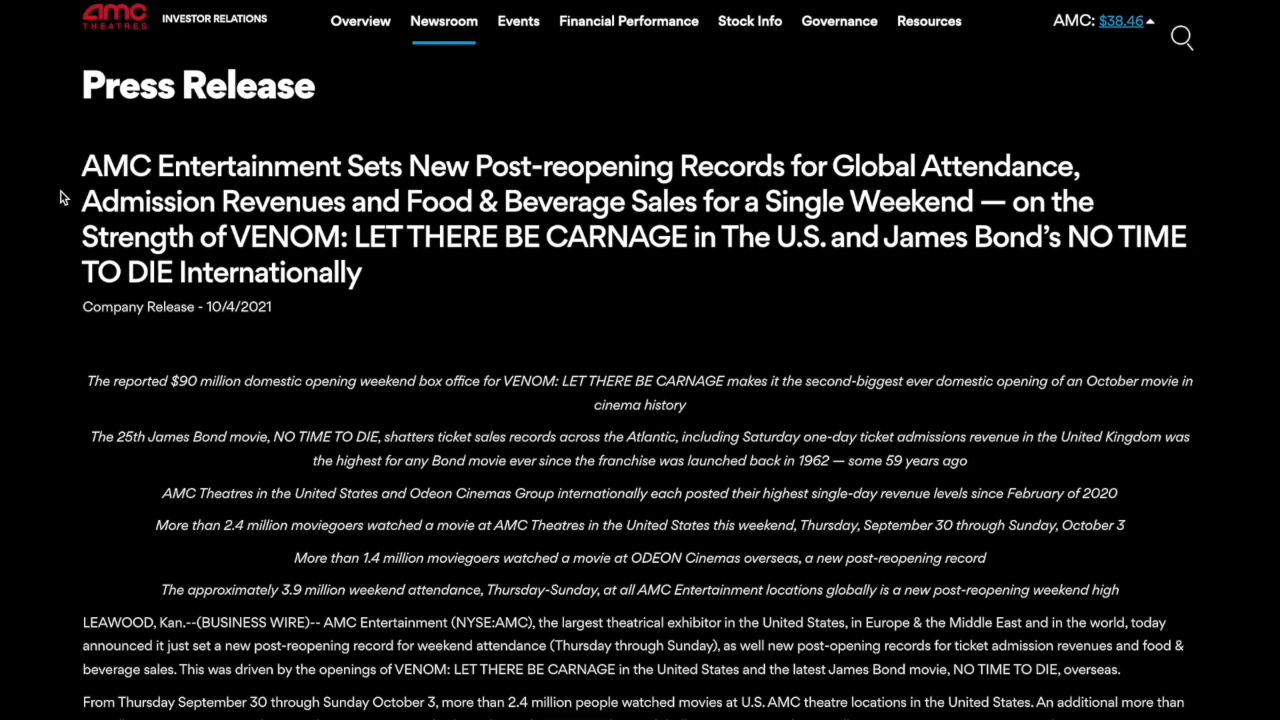 amc
THEATRES
INVESTOR RELATIONS
Overview
Newsroom
Events
Financial Performance
Stock Info
Governance
Resources
AMC: $38.46
Press Release
AMC Entertainment Sets New Post-reopening Records for Global Attendance,
Admission Revenues and Food & Beverage Sales for a Single Weekend — on the
Strength of VENOM: LET THERE BE CARNAGE in The U.S. and James Bond's NO TIME
TO DIE Internationally
Company Release - 10/4/2021
The reported $90 million domestic opening weekend box office for VENOM: LET THERE BE CARNAGE makes it the second-biggest ever domestic opening of an October movie in
cinema history
The 25th James Bond movie, NO TIME TO DIE, shatters ticket sales records across the Atlantic, including Saturday one-day ticket admissions revenue in the United Kingdom was
the highest for any Bond movie ever since the franchise was launched back in 1962 — some 59 years ago
AMC Theatres in the United States and Odeon Cinemas Group internationally each posted their highest single-day revenue levels since February of 2020
More than 2.4 million moviegoers watched a movie at AMC Theatres in the United States this weekend, Thursday, September 30 through Sunday, October 3
More than 1.4 million moviegoers watched a movie at ODEON Cinemas overseas, a new post-reopening record
The approximately 3.9 million weekend attendance, Thursday-Sunday, at all AMC Entertainment locations globally is a new post-reopening weekend high
LEAWOOD, Kan.--(BUSINESS WIRE)-- AMC Entertainment (NYSE:AMC), the largest theatrical exhibitor in the United States, in Europe & the Middle East and in the world, today
announced it just set a new post-reopening record for weekend attendance (Thursday through Sunday), as well new post-opening records for ticket admission revenues and food &
beverage sales. This was driven by the openings of VENOM: LET THERE BE CARNAGE in the United States and the latest James Bond movie, NO TIME TO DIE, overseas.
From Thursday September 30 through Sunday October 3, more than 2.4 million people watched movies at U.S. AMC theatre locations in the United States. An additional more than